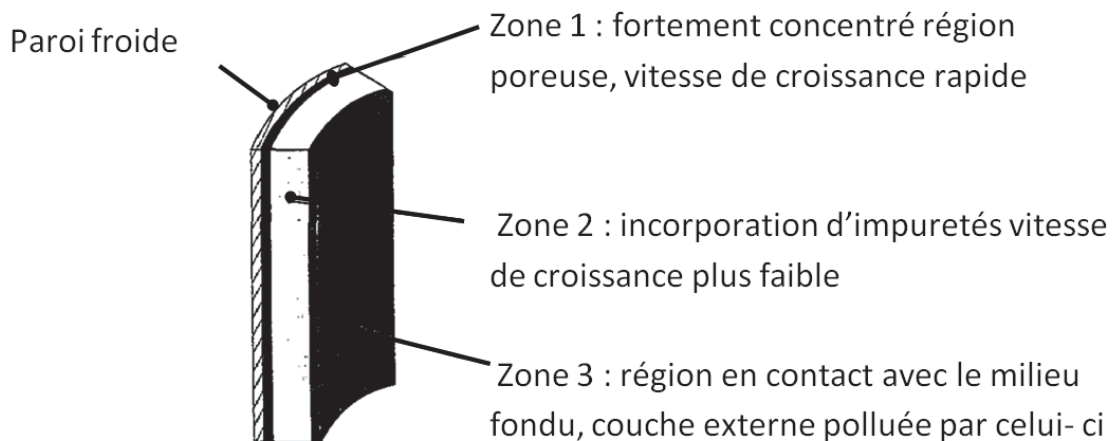 Paroi froide
Zone 1 : fortement concentré région
poreuse, vitesse de croissance rapide
Zone 2 : incorporation d’impuretés vitesse
de croissance plus faible
Zone 3 : région en contact avec le milieu
fondu, couche externe polluée par celui- ci